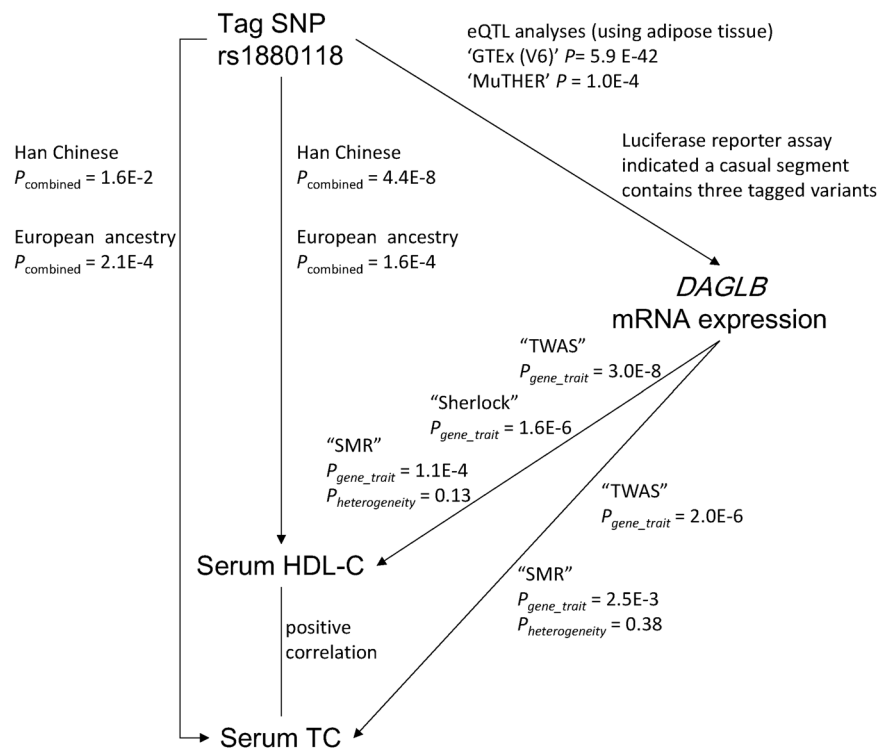 Tag SNP
rs1880118
eQTL analyses (using adipose tissue)
‘GTEx (V6)’ P= 5.9 E-42
‘MuTHER’ P = 1.0E-4
Han Chinese
Pcombined = 1.6E-2
European ancestry
Pcombined = 2.1E-4
Han Chinese
Pcombined = 4.4E-8
European ancestry
Pcombined = 1.6E-4
Luciferase reporter assay
indicated a casual segment
contains three tagged variants
DAGLB
mRNA expression
“TWAS”
Pgene_trait = 3.0E-8
“Sherlock”
Pgene_trait = 1.6E-6
“SMR”
Pgene_trait = 1.1E-4
Pheterogeneity = 0.13
“TWAS”
Pgene_trait = 2.0E-6
“SMR”
Pgene_trait = 2.5E-3
Pheterogeneity = 0.38
Serum HDL-C
positive
correlation
Serum TC